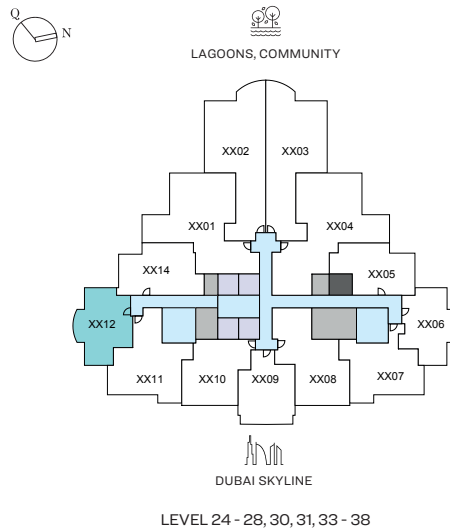 Q
N
LAGOONS, COMMUNITY
XX02 XX03
XX01 XX04
XX14 XX05
XX12 XX06
XX11 XX10 XX09 XX08 XX07
DUBAI SKYLINE
LEVEL 24 - 28, 30, 31, 33 - 38